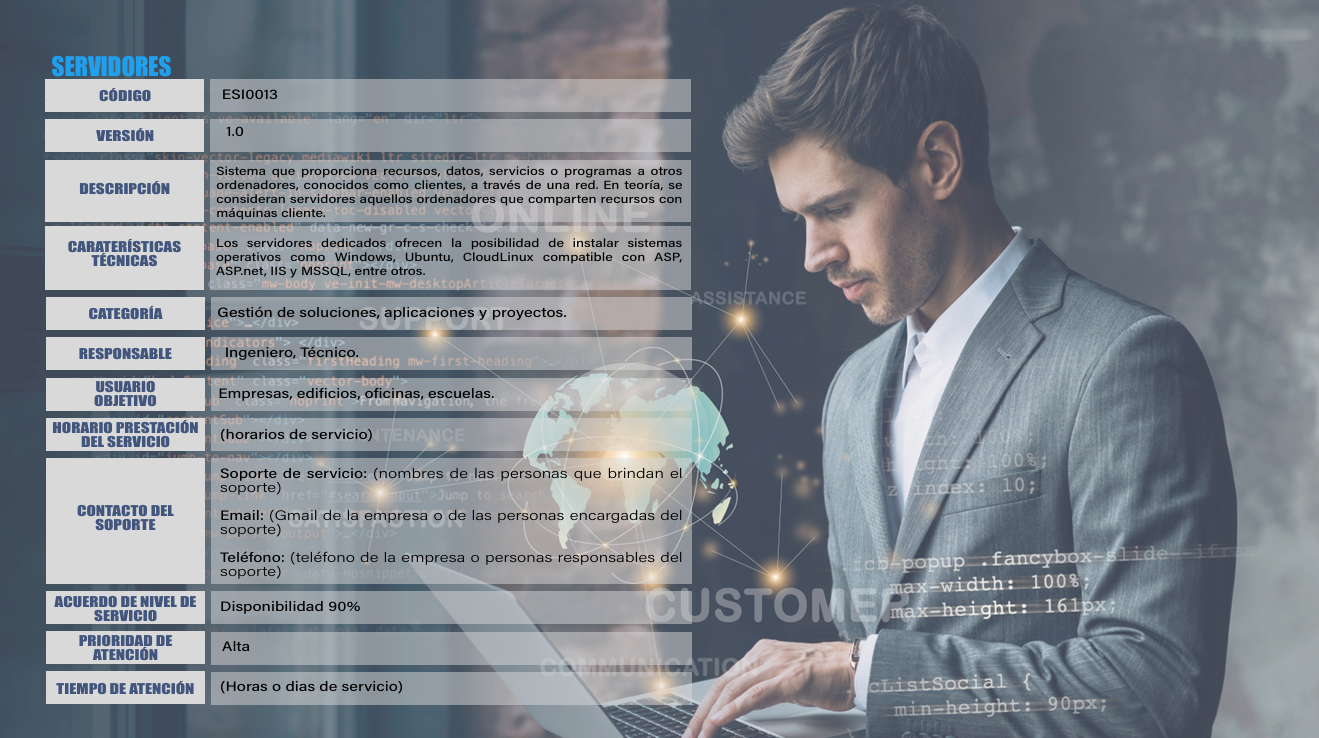 SERVIDORES
CÓDIGO
ESI0013
VERSIÓN
1.0
DESCRIPCIÓN
Sistema que proporciona recursos, datos, servicios o programas a otros
ordenadores, conocidos como clientes, a través de una red. En teoría, se
consideran servidores aquellos ordenadores que comparten recursos con
máquinas cliente.
CARATERÍSTICAS
TÉCNICAS
Los servidores dedicados ofrecen la posibilidad de instalar sistemas
operativos como Windows, Ubuntu, CloudLinux compatible con ASP,
ASP.net, IIS y MSSQL, entre otros.
CATEGORÍA
Gestión de soluciones, aplicaciones y proyectos.
RESPONSABLE
Ingeniero, Técnico.
USUARIO
OBJETIVO
Empresas, edificios, oficinas, escuelas.
HORARIO PRESTACIÓN
DEL SERVICIO
(horarios de servicio)
CONTACTO DEL
SOPORTE
Soporte de servicio: (nombres de las personas que brindan el
soporte)
Email: (Gmail de la empresa o de las personas encargadas del
soporte)
Teléfono: (teléfono de la empresa o personas responsables del
soporte)
ACUERDO DE NIVEL DE
SERVICIO
Disponibilidad 90%
PRIORIDAD DE
ATENCIÓN
Alta
TIEMPO DE ATENCIÓN
(Horas o dias de servicio)
ONLINE
ASSISTANCE
SUPPORT
CUSTOMER
COMMUNICATION
height: 100%;
z-index: 10;
.fancybox-slide--ifram
max-width: 100%;
max-height: 161px;
cListSocial {
min-height: 90px;